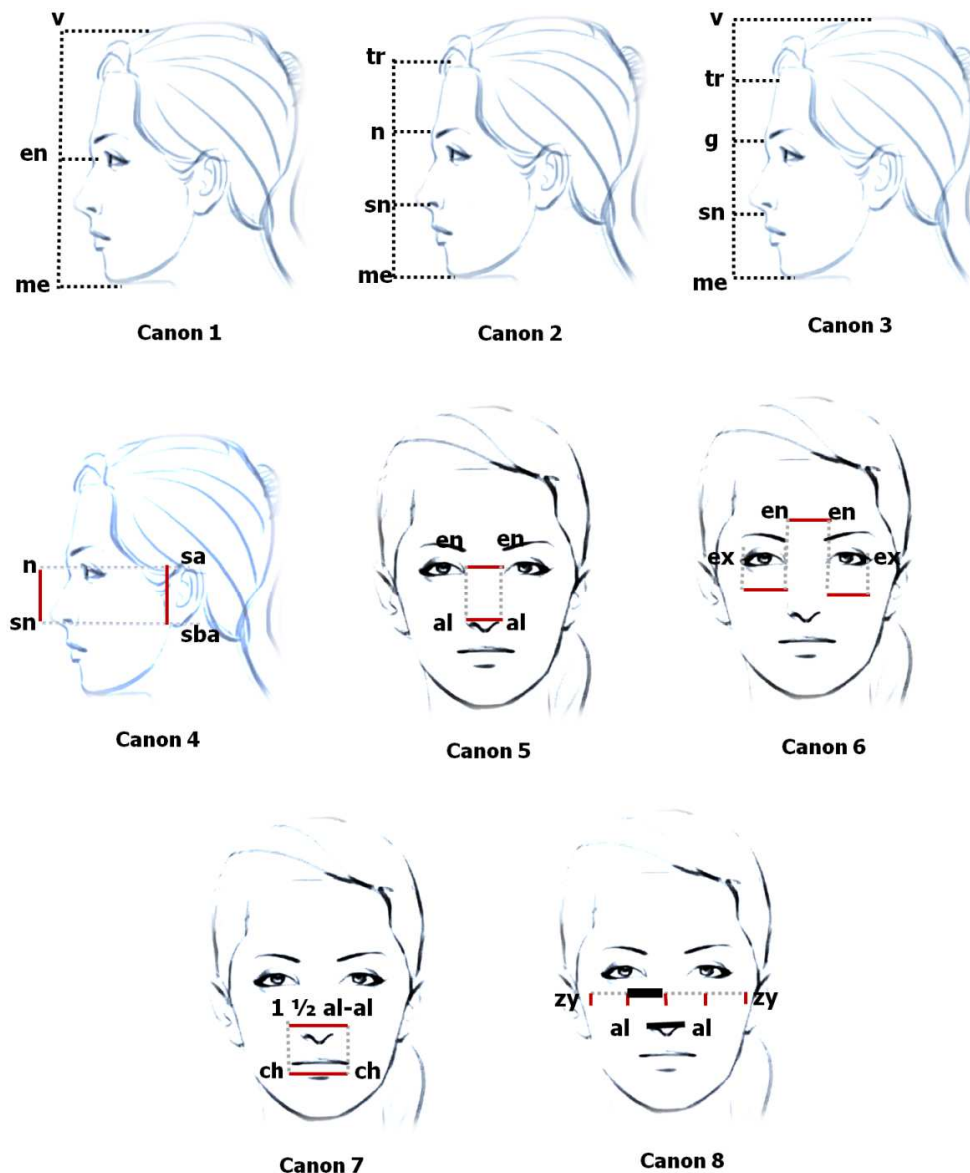 v
en
me
Canon 1
tr
n
sn
me
Canon 2
v
tr
g
sn
me
Canon 3
n
sa
sn
sba
Canon 4
en en
al al
Canon 5
en en
ex ex
Canon 6
1 ½ al-al
ch ch
Canon 7
zy zy
al al
Canon 8